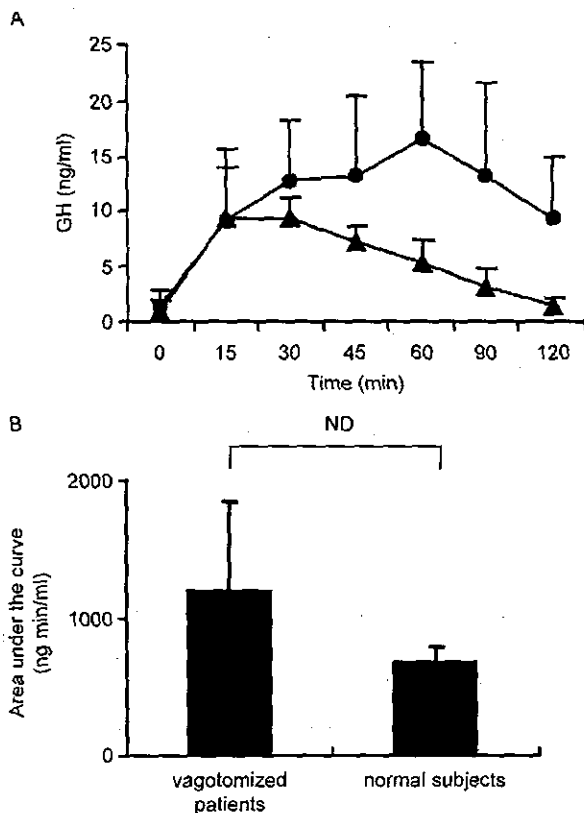 A
25
20
15
10
5
0
GH (ng/ml)
0 15 30 45 60 90 120
Time (min)
B
ND
2000
1000
0
Area under the curve
(ng min/ml)
vagotomized
patients
normal subjects